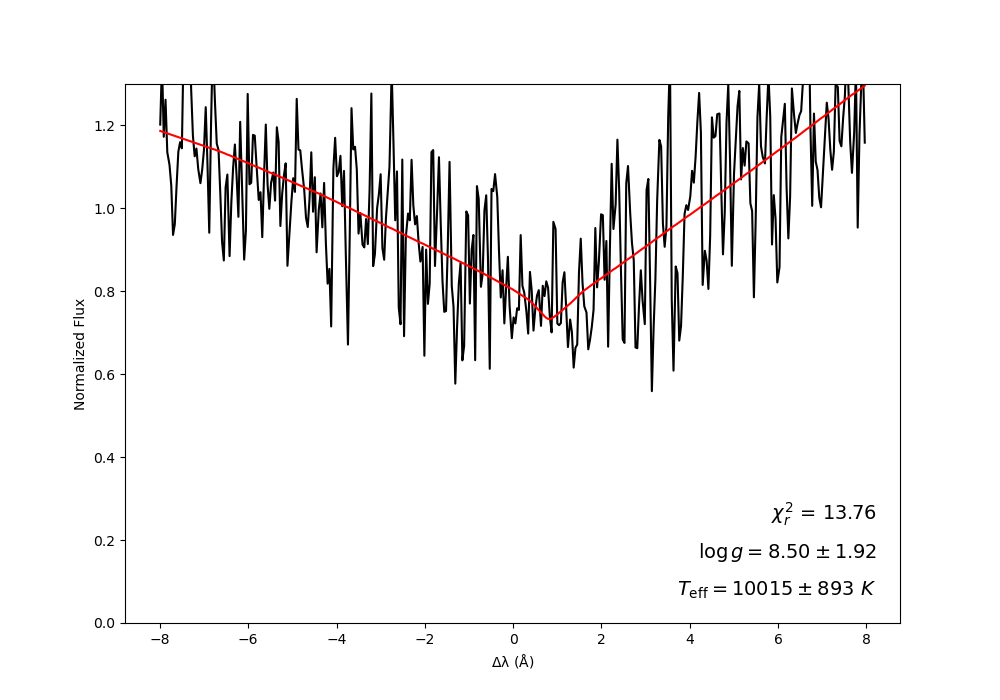 1.2
1.0
0.8
0.6
0.4
0.2
0.0
Normalized Flux
χ²ᵣ = 13.76
log g = 8.50 ± 1.92
T_eff = 10015 ± 893 K
−8 −6 −4 −2 0 2 4 6 8
Δλ (Å)